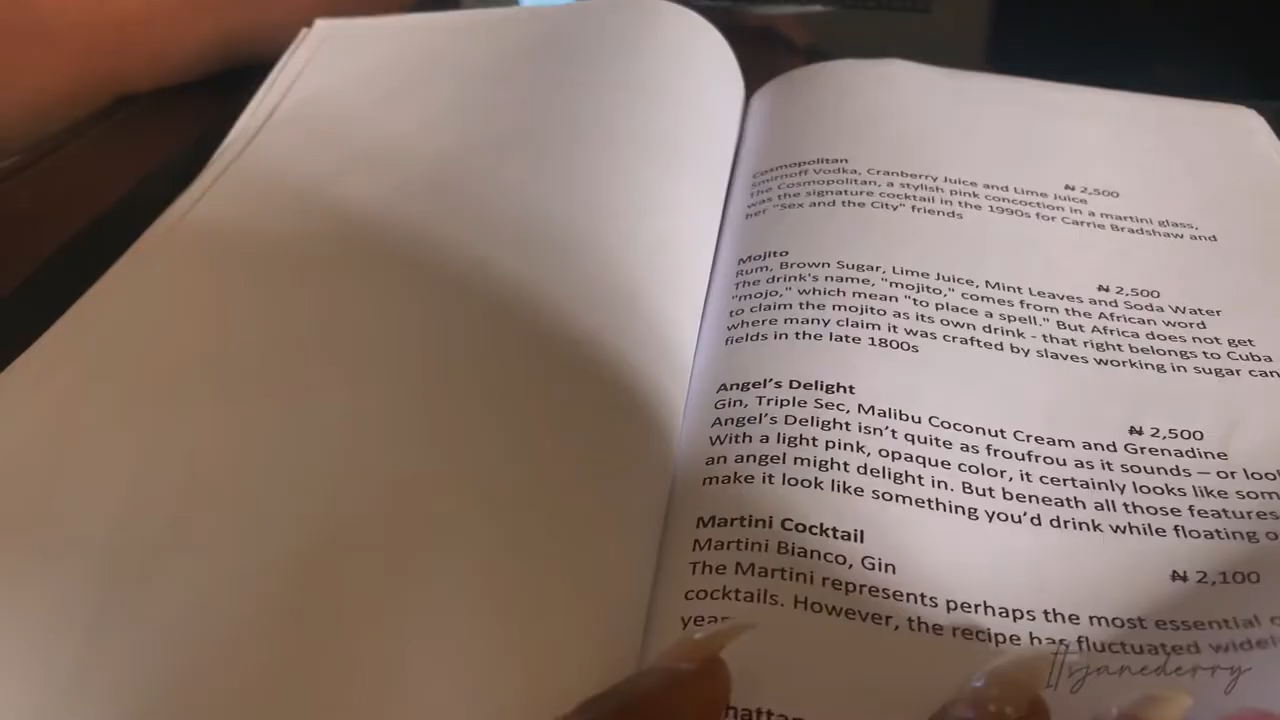 Cosmopolitan
₦ 2,500
Smirnoff Vodka, Cranberry Juice and Lime Juice
The Cosmopolitan, a stylish pink concoction in a martini glass,
was the signature cocktail in the 1990s for Carrie Bradshaw and
her "Sex and the City" friends
Mojito
₦ 2,500
Rum, Brown Sugar, Lime Juice, Mint Leaves and Soda Water
The drink's name, "mojito," comes from the African word
"mojo," which mean "to place a spell." But Africa does not get
to claim the mojito as its own drink - that right belongs to Cuba
where many claim it was crafted by slaves working in sugar can
fields in the late 1800s
Angel's Delight
₦ 2,500
Gin, Triple Sec, Malibu Coconut Cream and Grenadine
Angel's Delight isn't quite as froufrou as it sounds – or loo
With a light pink, opaque color, it certainly looks like som
an angel might delight in. But beneath all those features
make it look like something you'd drink while floating o
Martini Cocktail
Martini Bianco, Gin
₦ 2,100
The Martini represents perhaps the most essential
cocktails. However, the recipe has fluctuated widel
year
hatta
Itsjanederry